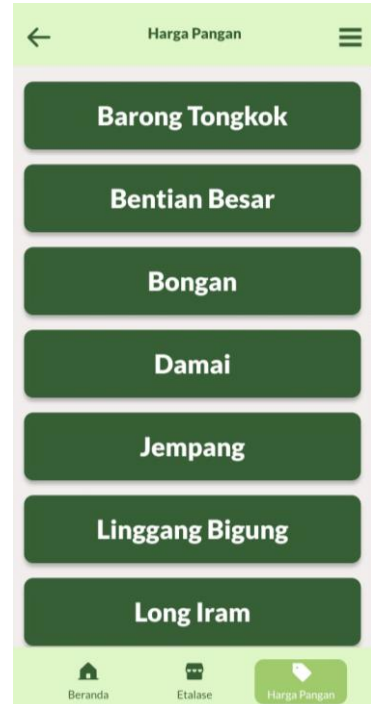 Harga Pangan
Barong Tongkok
Bentian Besar
Bongan
Damai
Jempang
Linggang Bigung
Long Iram
Beranda
Etalase
Harga Pangan